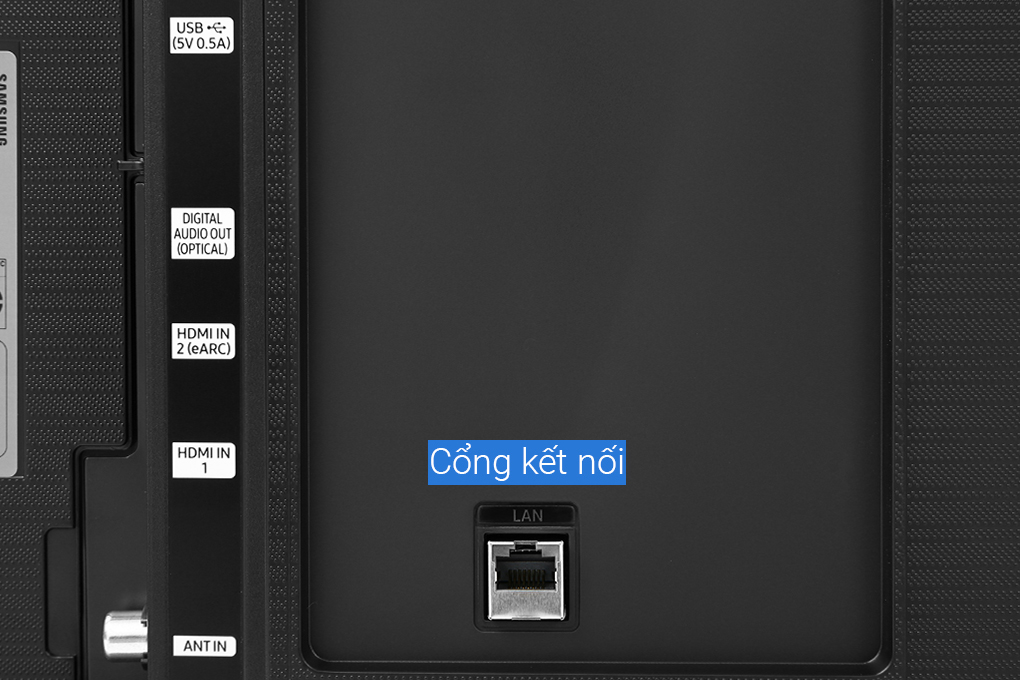 SAMSUNG
USB
(5V 0.5A)
DIGITAL
AUDIO OUT
(OPTICAL)
HDMI IN
2 (eARC)
HDMI IN
1
ANT IN
Cổng kết nối
LAN